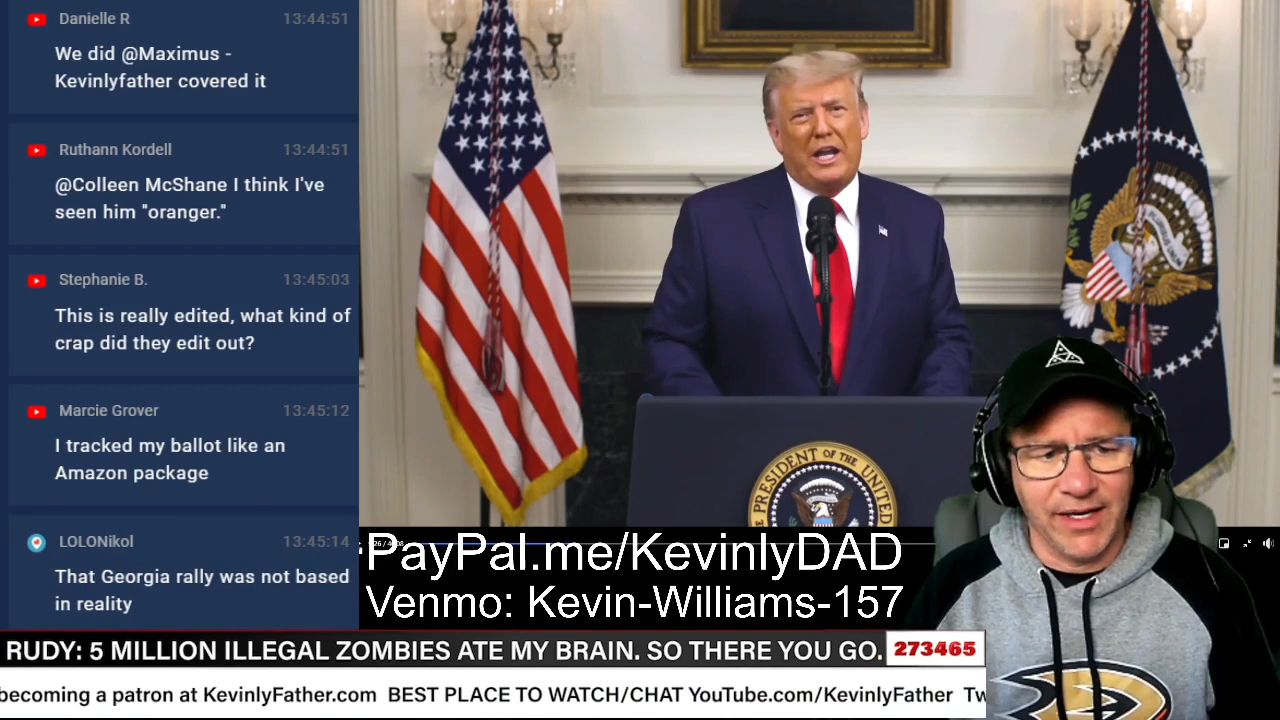 Danielle R 13:44:51
We did @Maximus -
Kevinlyfather covered it
Ruthann Kordell 13:44:51
@Colleen McShane I think I've
seen him "oranger."
Stephanie B. 13:45:03
This is really edited, what kind of
crap did they edit out?
Marcie Grover 13:45:12
I tracked my ballot like an
Amazon package
LOLONikol 13:45:14
That Georgia rally was not based
in reality
PRESIDENT OF THE UNITED
PayPal.me/KevinlyDAD
Venmo: Kevin-Williams-157
RUDY: 5 MILLION ILLEGAL ZOMBIES ATE MY BRAIN. SO THERE YOU GO. 273465
becoming a patron at KevinlyFather.com BEST PLACE TO WATCH/CHAT YouTube.com/KevinlyFather Tw